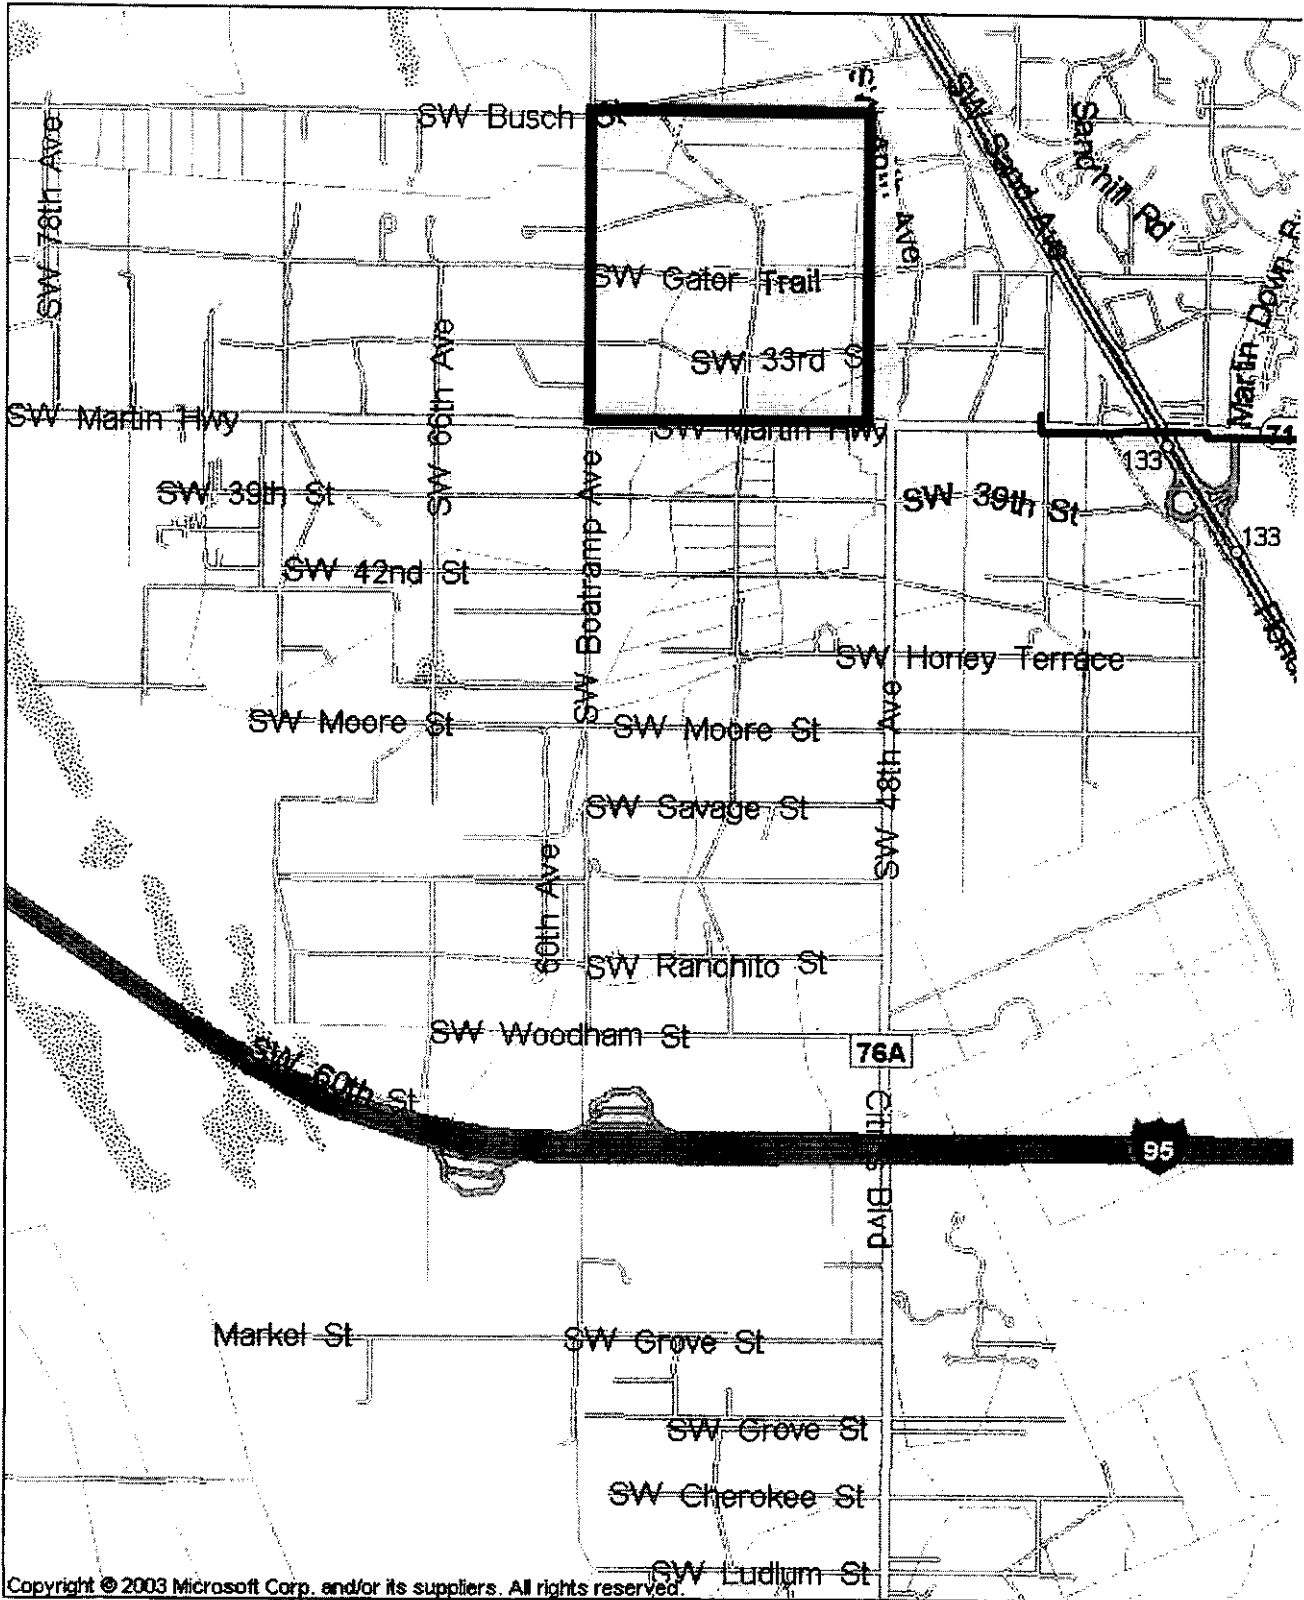 SW Busch St
SW Sand Ave
Sandhill Rd
SW 78th Ave
Ave
SW Gator Trail
Martin Down R
SW 66th Ave
SW 33rd St
SW Martin Hwy
SW Martin Hwy
71
133
SW Boatramp Ave
SW 39th St
SW 39th St
133
SW 42nd St
SW Honey Terrace
SW Moore St
SW Moore St
SW 48th Ave
SW Savage St
60th Ave
SW Ranchito St
SW Woodham St
76A
SW 60th St
95
Citrus Blvd
Markel St
SW Grove St
SW Grove St
SW Cherokee St
SW Ludlum St
Copyright © 2003 Microsoft Corp. and/or its suppliers. All rights reserved.